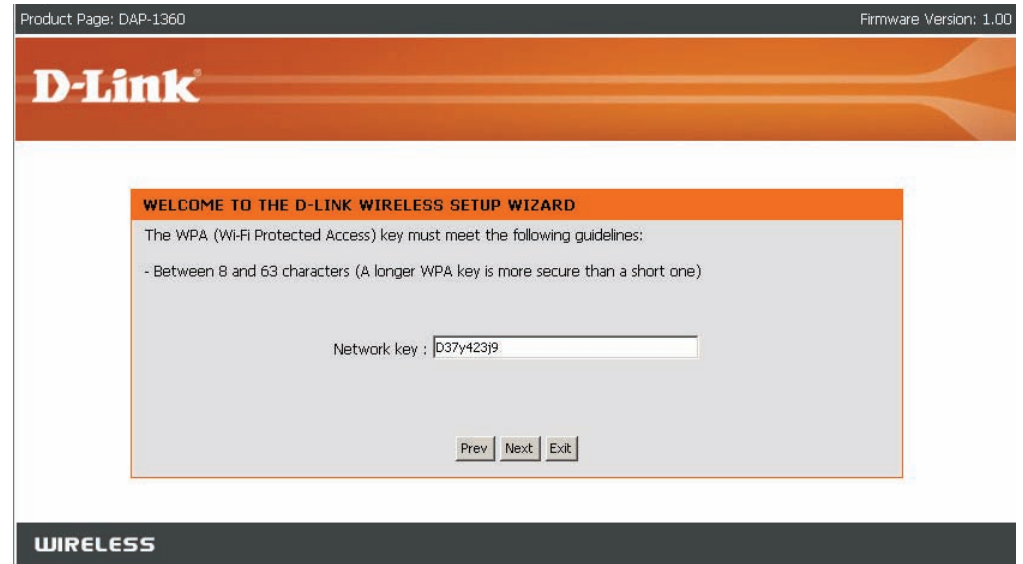 Product Page: DAP-1360
Firmware Version: 1.00
D-Link
WELCOME TO THE D-LINK WIRELESS SETUP WIZARD
The WPA (Wi-Fi Protected Access) key must meet the following guidelines:
- Between 8 and 63 characters (A longer WPA key is more secure than a short one)
Network key : D37y423j9
Prev Next Exit
WIRELESS